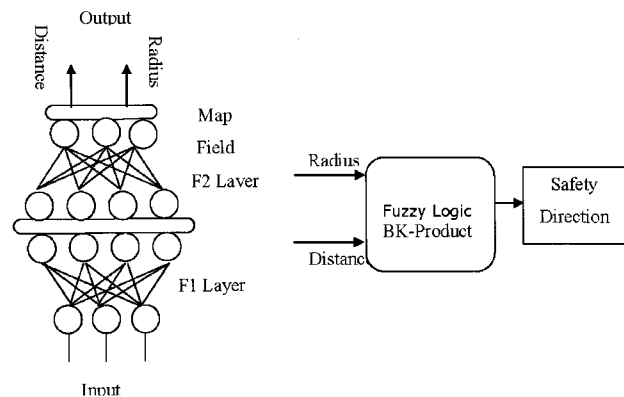 Output
Distance
Radius
Map
Field
F2 Layer
F1 Layer
Input
Radius
Distanc
Fuzzy Logic
BK-Product
Safety
Direction